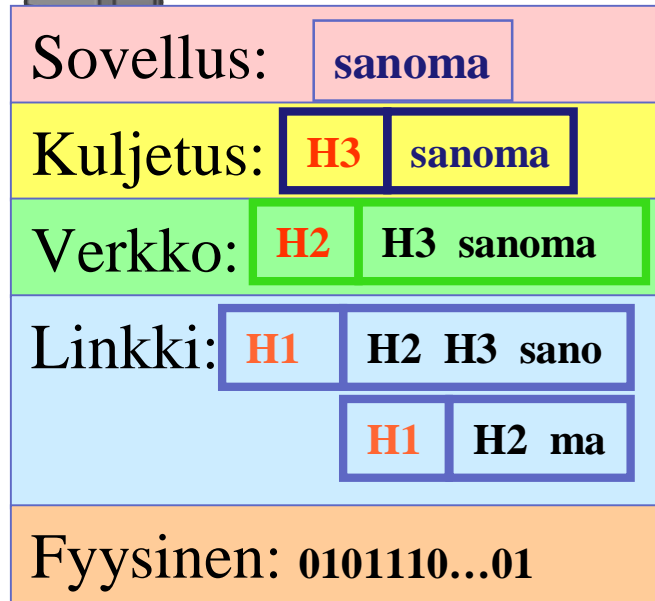 Sovellus: sanoma
Kuljetus: H3 sanoma
Verkko: H2 H3 sanoma
Linkki: H1 H2 H3 sano
H1 H2 ma
Fyysinen: 0101110...01